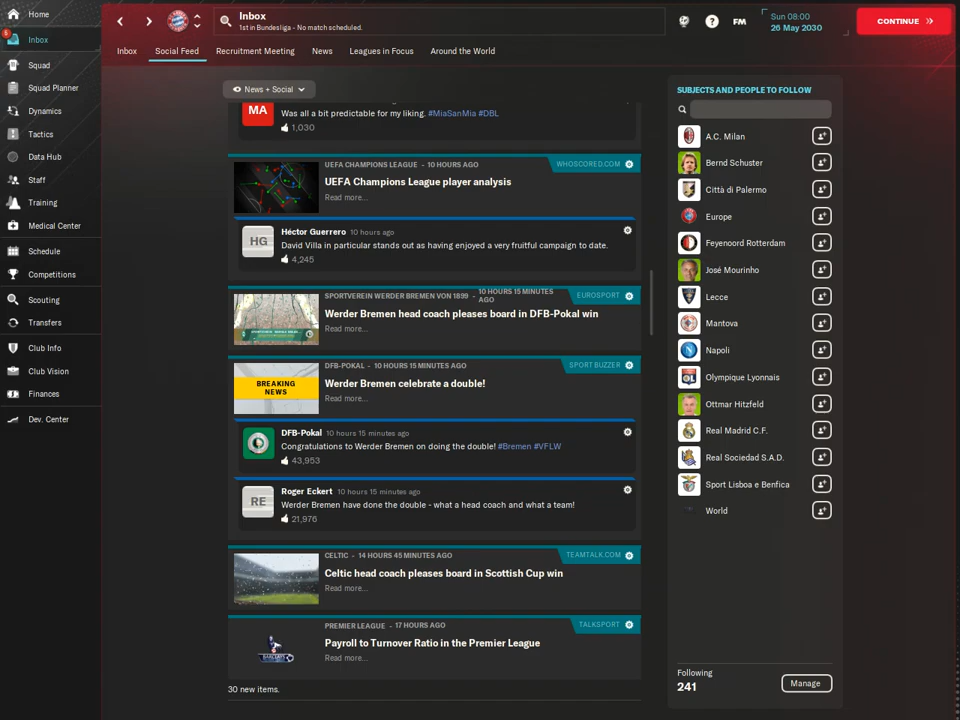 Home
5
Inbox
Squad
Squad Planner
Dynamics
Tactics
Data Hub
Staff
Training
Medical Center
Schedule
Competitions
Scouting
Transfers
Club Info
Club Vision
Finances
Dev. Center
Inbox
1st in Bundesliga - No match scheduled.
?
FM
Sun 08:00
26 May 2030
CONTINUE
Inbox
Social Feed
Recruitment Meeting
News
Leagues in Focus
Around the World
News + Social
MA
Was all a bit predictable for my liking. #MiaSanMia #DBL
1,030
UEFA CHAMPIONS LEAGUE - 10 HOURS AGO
WHOSCORED.COM
UEFA Champions League player analysis
Read more...
HG
Héctor Guerrero 10 hours ago
David Villa in particular stands out as having enjoyed a very fruitful campaign to date.
4,245
SPORTVEREIN WERDER BREMEN VON 1899 - 10 HOURS 15 MINUTES AGO
EUROSPORT
Werder Bremen head coach pleases board in DFB-Pokal win
Read more...
DFB-POKAL - 10 HOURS 15 MINUTES AGO
SPORT BUZZER
BREAKING
NEWS
Werder Bremen celebrate a double!
Read more...
DFB-Pokal 10 hours 15 minutes ago
Congratulations to Werder Bremen on doing the double! #Bremen #VFLW
43,953
RE
Roger Eckert 10 hours 15 minutes ago
Werder Bremen have done the double - what a head coach and what a team!
21,976
CELTIC - 14 HOURS 45 MINUTES AGO
TEAMTALK.COM
Celtic head coach pleases board in Scottish Cup win
Read more...
PREMIER LEAGUE - 17 HOURS AGO
TALKSPORT
Payroll to Turnover Ratio in the Premier League
Read more...
30 new items.
SUBJECTS AND PEOPLE TO FOLLOW
A.C. Milan
Bernd Schuster
Città di Palermo
Europe
Feyenoord Rotterdam
José Mourinho
Lecce
Mantova
Napoli
Olympique Lyonnais
Ottmar Hitzfeld
Real Madrid C.F.
Real Sociedad S.A.D.
Sport Lisboa e Benfica
World
Following
241
Manage